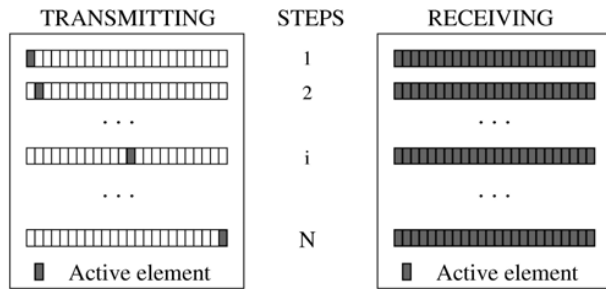 TRANSMITTING STEPS RECEIVING
1
2
. . . . . .
i
. . . . . .
N
Active element Active element